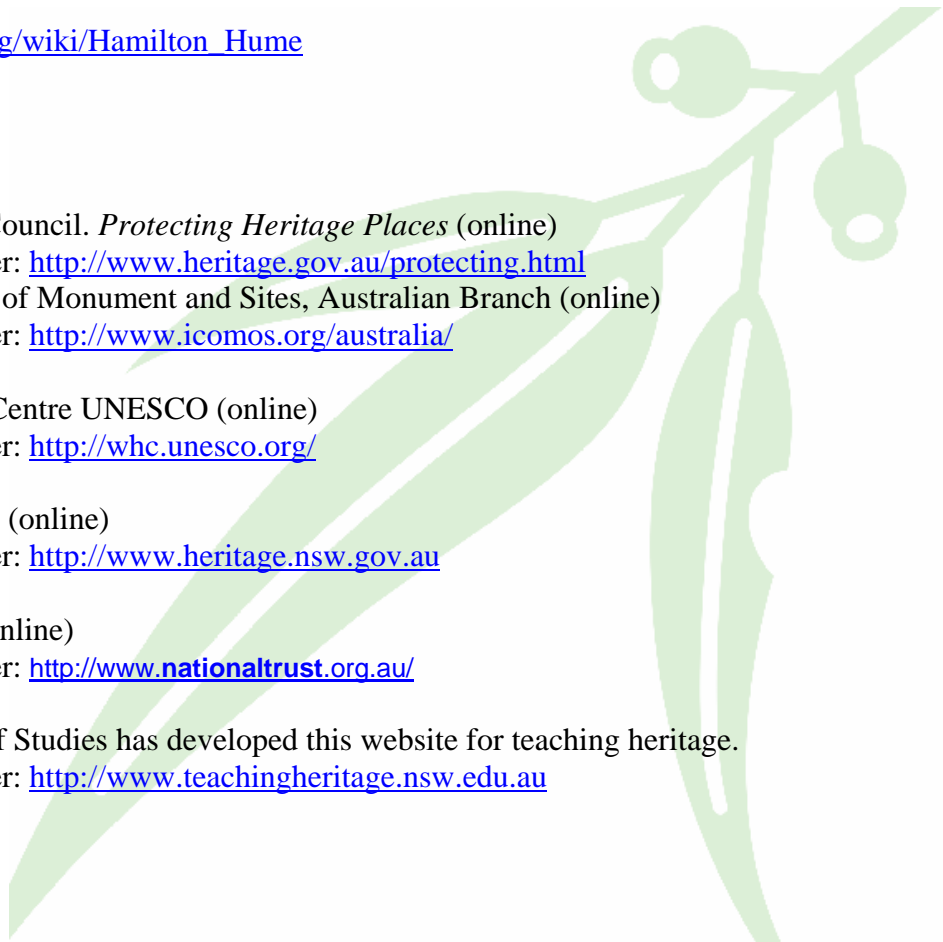 g/wiki/Hamilton_Hume
Council. Protecting Heritage Places (online)
er: http://www.heritage.gov.au/protecting.html
of Monument and Sites, Australian Branch (online)
er: http://www.icomos.org/australia/
Centre UNESCO (online)
er: http://whc.unesco.org/
(online)
er: http://www.heritage.nsw.gov.au
nline)
er: http://www.nationaltrust.org.au/
f Studies has developed this website for teaching heritage.
er: http://www.teachingheritage.nsw.edu.au